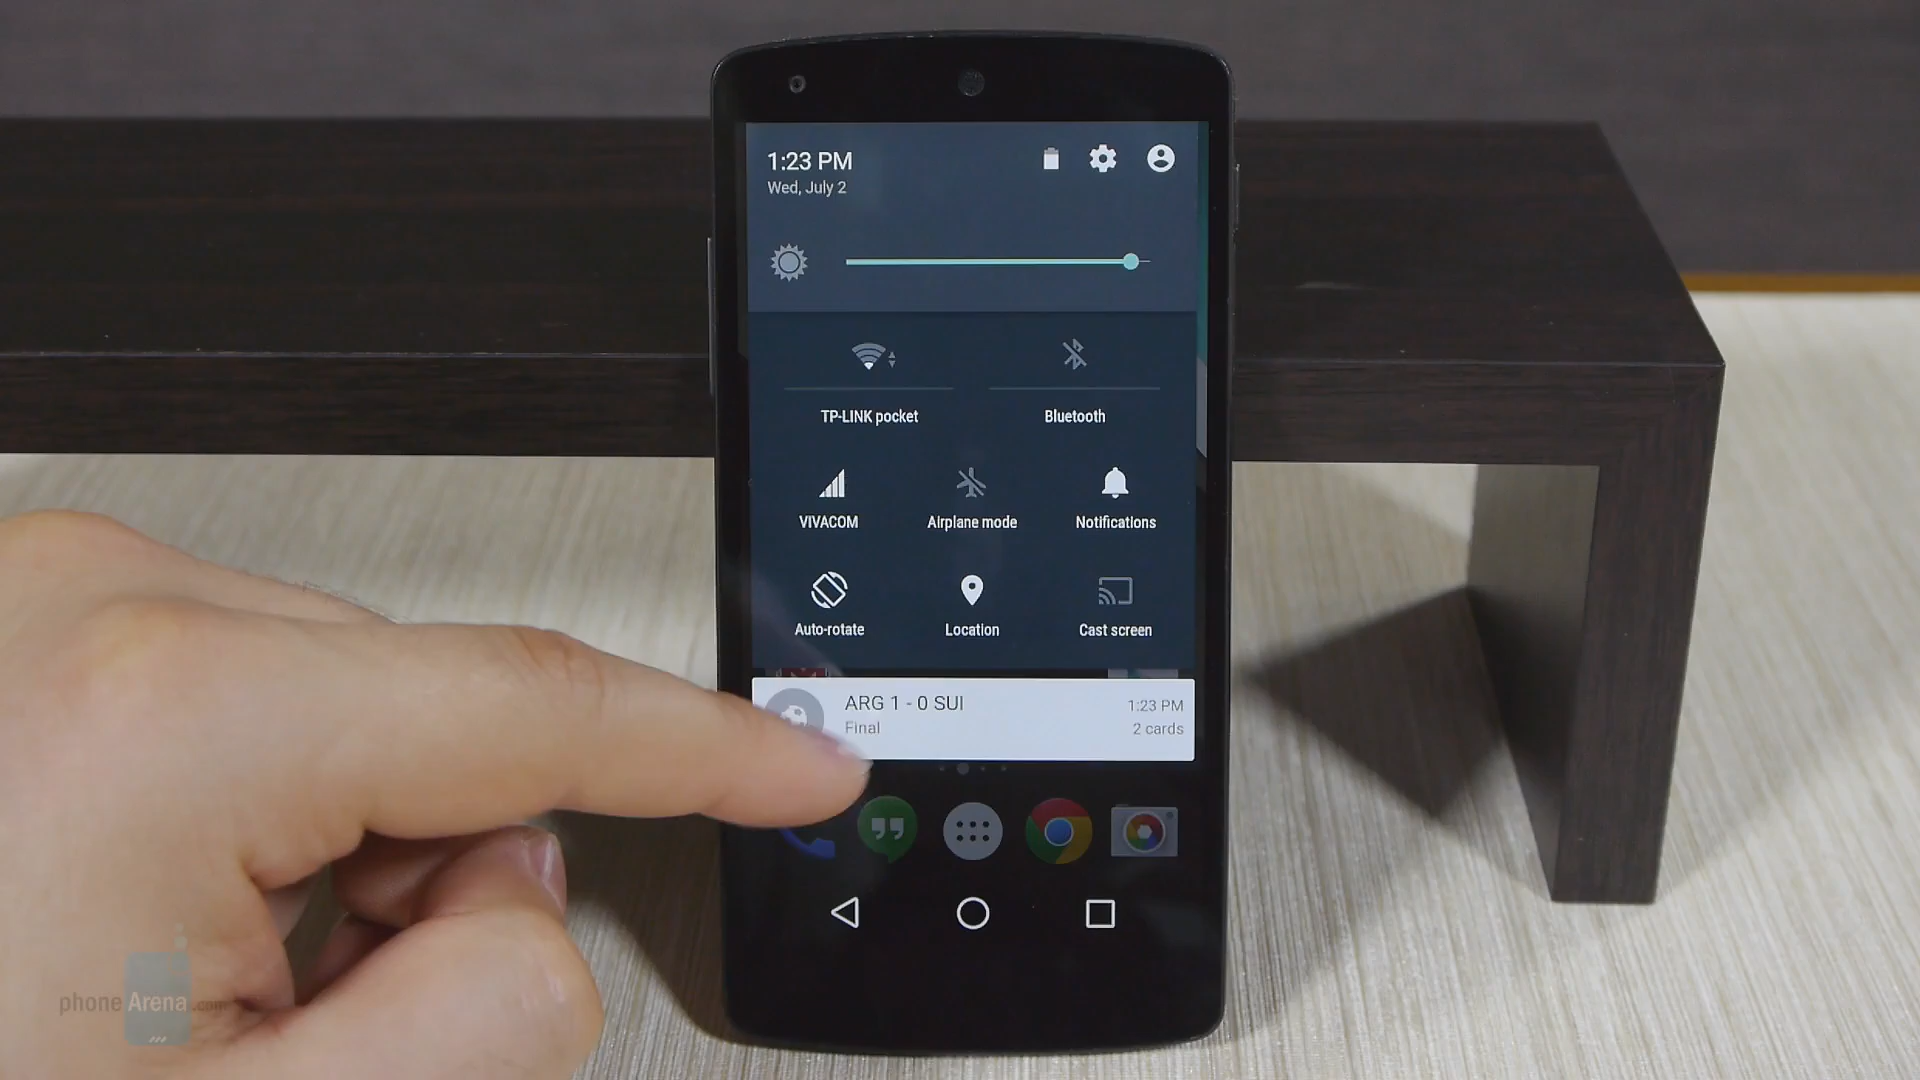 1:23 PM
Wed, July 2
TP-LINK pocket
Bluetooth
VIVACOM
Airplane mode
Notifications
Auto-rotate
Location
Cast screen
ARG 1 - 0 SUI
1:23 PM
Final
2 cards
phoneArena.com